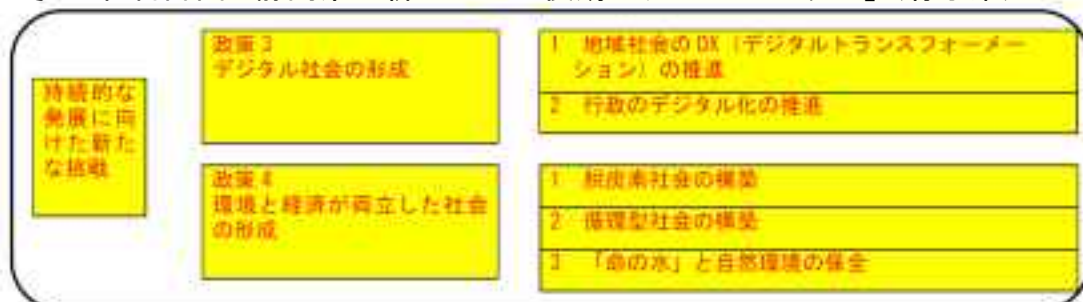 持続的な
発展に向
けた新た
な挑戦
政策3
デジタル社会の形成
1 地域社会のDX（デジタルトランスフォーメー
ション）の推進
2 行政のデジタル化の推進
政策4
環境と経済が両立した社会
の形成
1 脱炭素社会の構築
2 循環型社会の構築
3 「命の水」と自然環境の保全